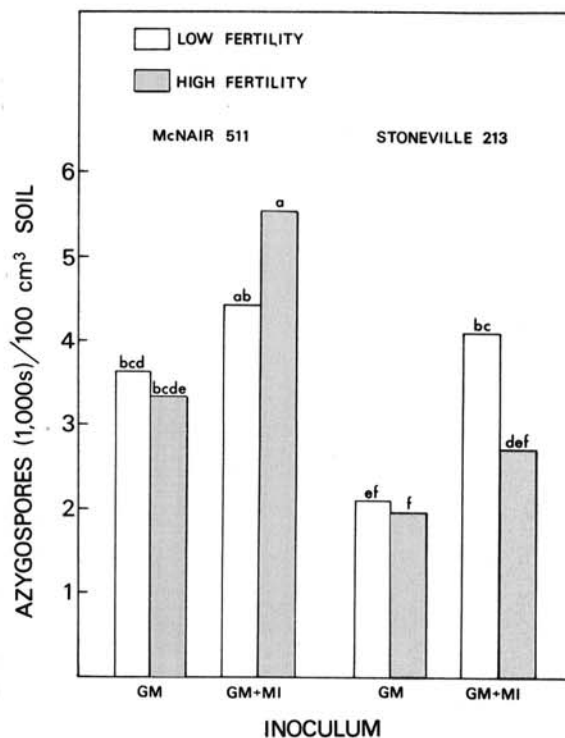 LOW FERTILITY
HIGH FERTILITY
McNAIR 511 STONEVILLE 213
AZYGOSPORES (1,000s)/100 cm³ SOIL
6
5
4
3
2
1
bcd
bcde
ab
a
ef
f
bc
def
GM GM+MI GM GM+MI
INOCULUM